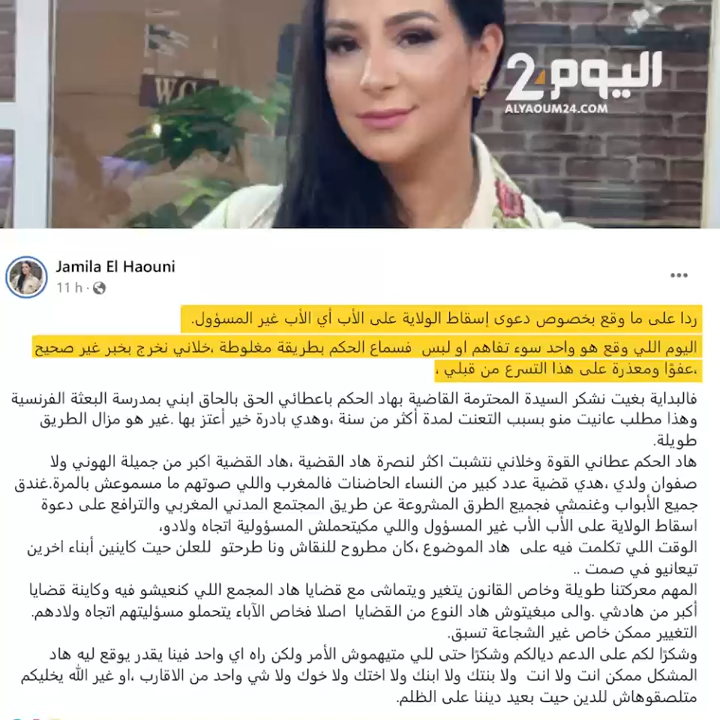 اليوم 24
ALYAOUM24.COM
Jamila El Haouni
11 h ·
ردا على ما وقع بخصوص دعوى إسقاط الولاية على الأب أي الأب غير المسؤول.
اليوم اللي وقع هو واحد سوء تفاهم او لبس فسماع الحكم بطريقة مغلوطة ،خلاني نخرج بخبر غير صحيح
،عفوًا ومعذرة على هذا التسرع من قبلي ،
فالبداية بغيت نشكر السيدة المحترمة القاضية بهاد الحكم باعطائي الحق بالحاق ابني بمدرسة البعثة الفرنسية
وهذا مطلب عانيت منو بسبب التعنت لمدة أكثر من سنة ،وهدي بادرة خير أعتز بها .غير هو مزال الطريق
طويلة.
هاد الحكم عطاني القوة وخلاني نتشبت اكثر لنصرة هاد القضية ،هاد القضية اكبر من جميلة الهوني ولا
صفوان ولدي ،هدي قضية عدد كبير من النساء الحاضنات فالمغرب واللي صوتهم ما مسموعش بالمرة.غندق
جميع الأبواب وغنمشي فجميع الطرق المشروعة عن طريق المجتمع المدني المغربي والترافع على دعوة
اسقاط الولاية على الأب الأب غير المسؤول واللي مكيتحملش المسؤولية اتجاه ولادو،
الوقت اللي تكلمت فيه على هاد الموضوع ،كان مطروح للنقاش ونا طرحتو للعلن حيت كاينين أبناء اخرين
تيعانيو في صمت ..
المهم معركتنا طويلة وخاص القانون يتغير ويتماشى مع قضايا هاد المجمع اللي كنعيشو فيه وكاينة قضايا
أكبر من هادشي .والى مبغيتوش هاد النوع من القضايا اصلا فخاص الآباء يتحملو مسؤليتهم اتجاه ولادهم.
التغيير ممكن خاص غير الشجاعة تسبق.
وشكرًا لكم على الدعم ديالكم وشكرًا حتى للي متيهموش الأمر ولكن راه اي واحد فينا يقدر يوقع ليه هاد
المشكل ممكن انت ولا انت ولا بنتك ولا ابنك ولا اختك ولا خوك ولا شي واحد من الاقارب ،او غير الله يخليكم
متلصقوهاش للدين حيت بعيد ديننا على الظلم.